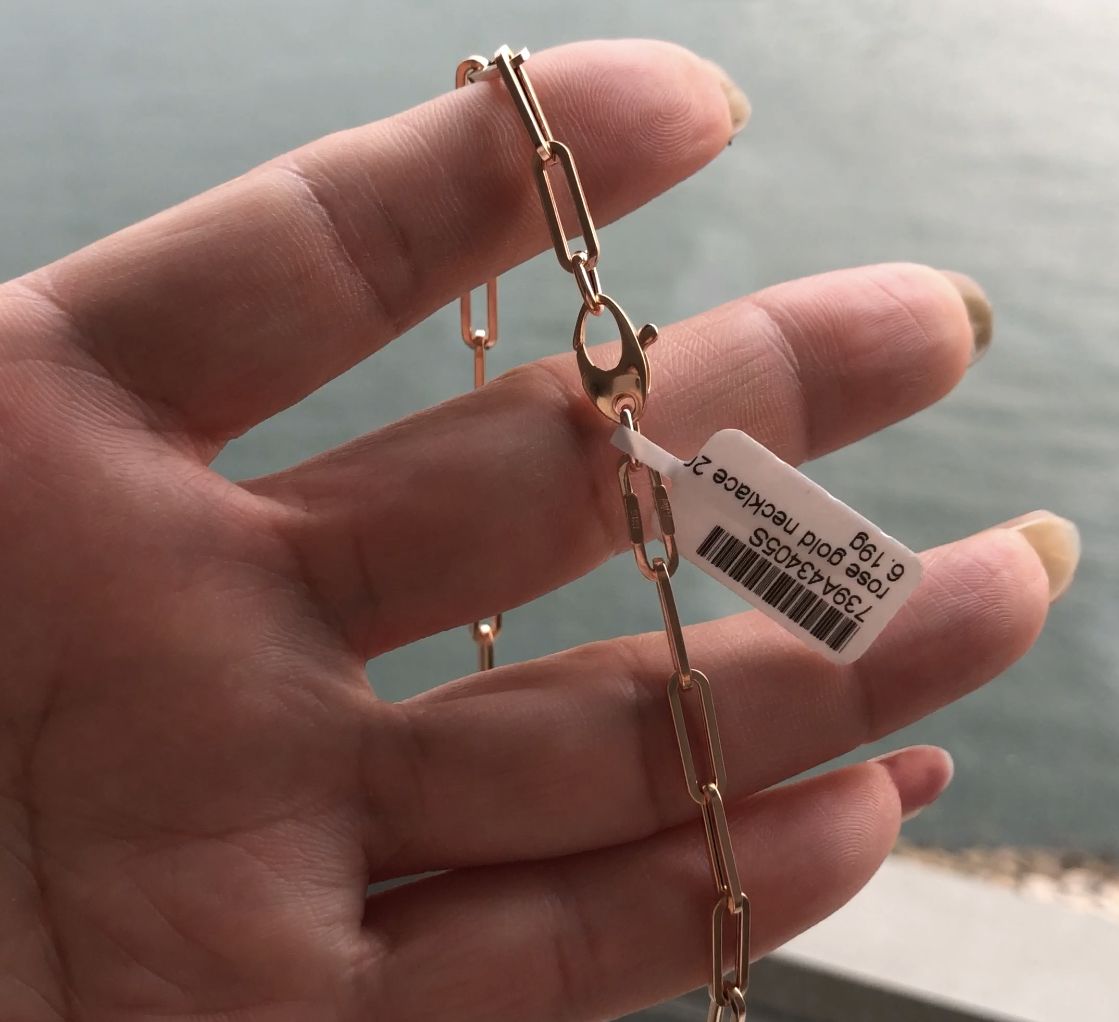 739A43405S
rose gold necklace
6.19g